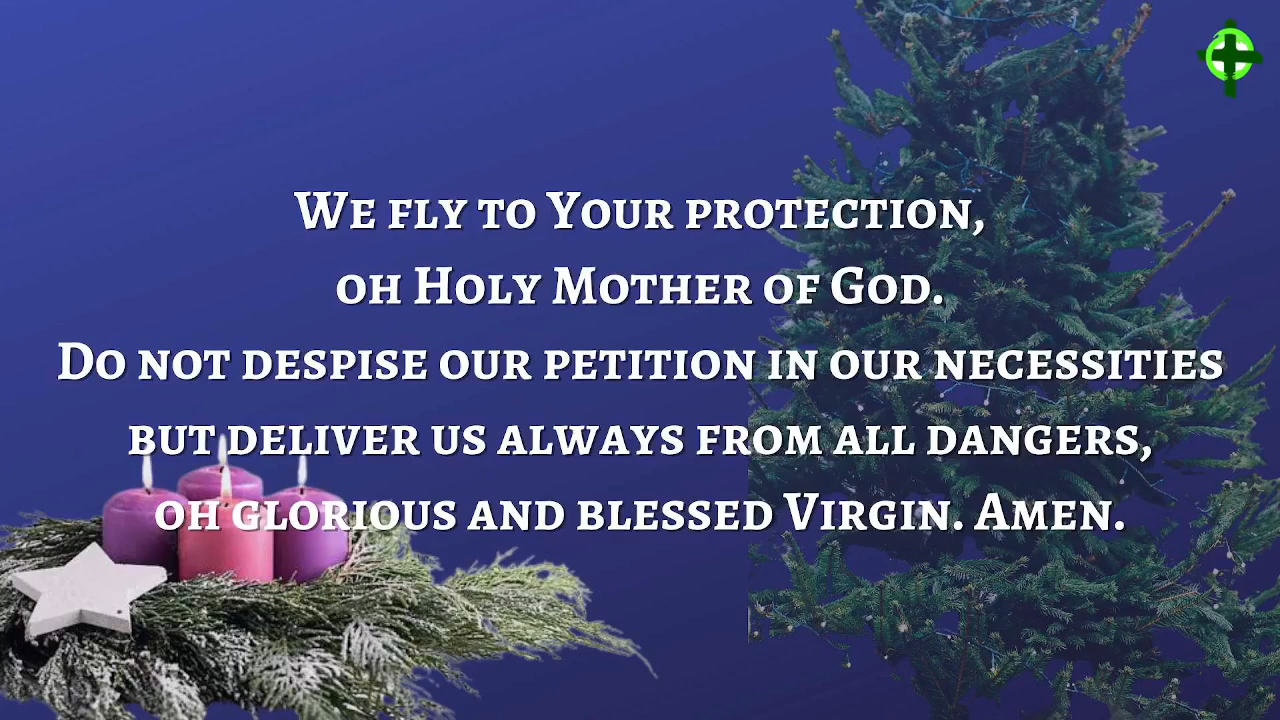 We fly to Your protection,
oh Holy Mother of God.
Do not despise our petition in our necessities
but deliver us always from all dangers,
oh glorious and blessed Virgin. Amen.